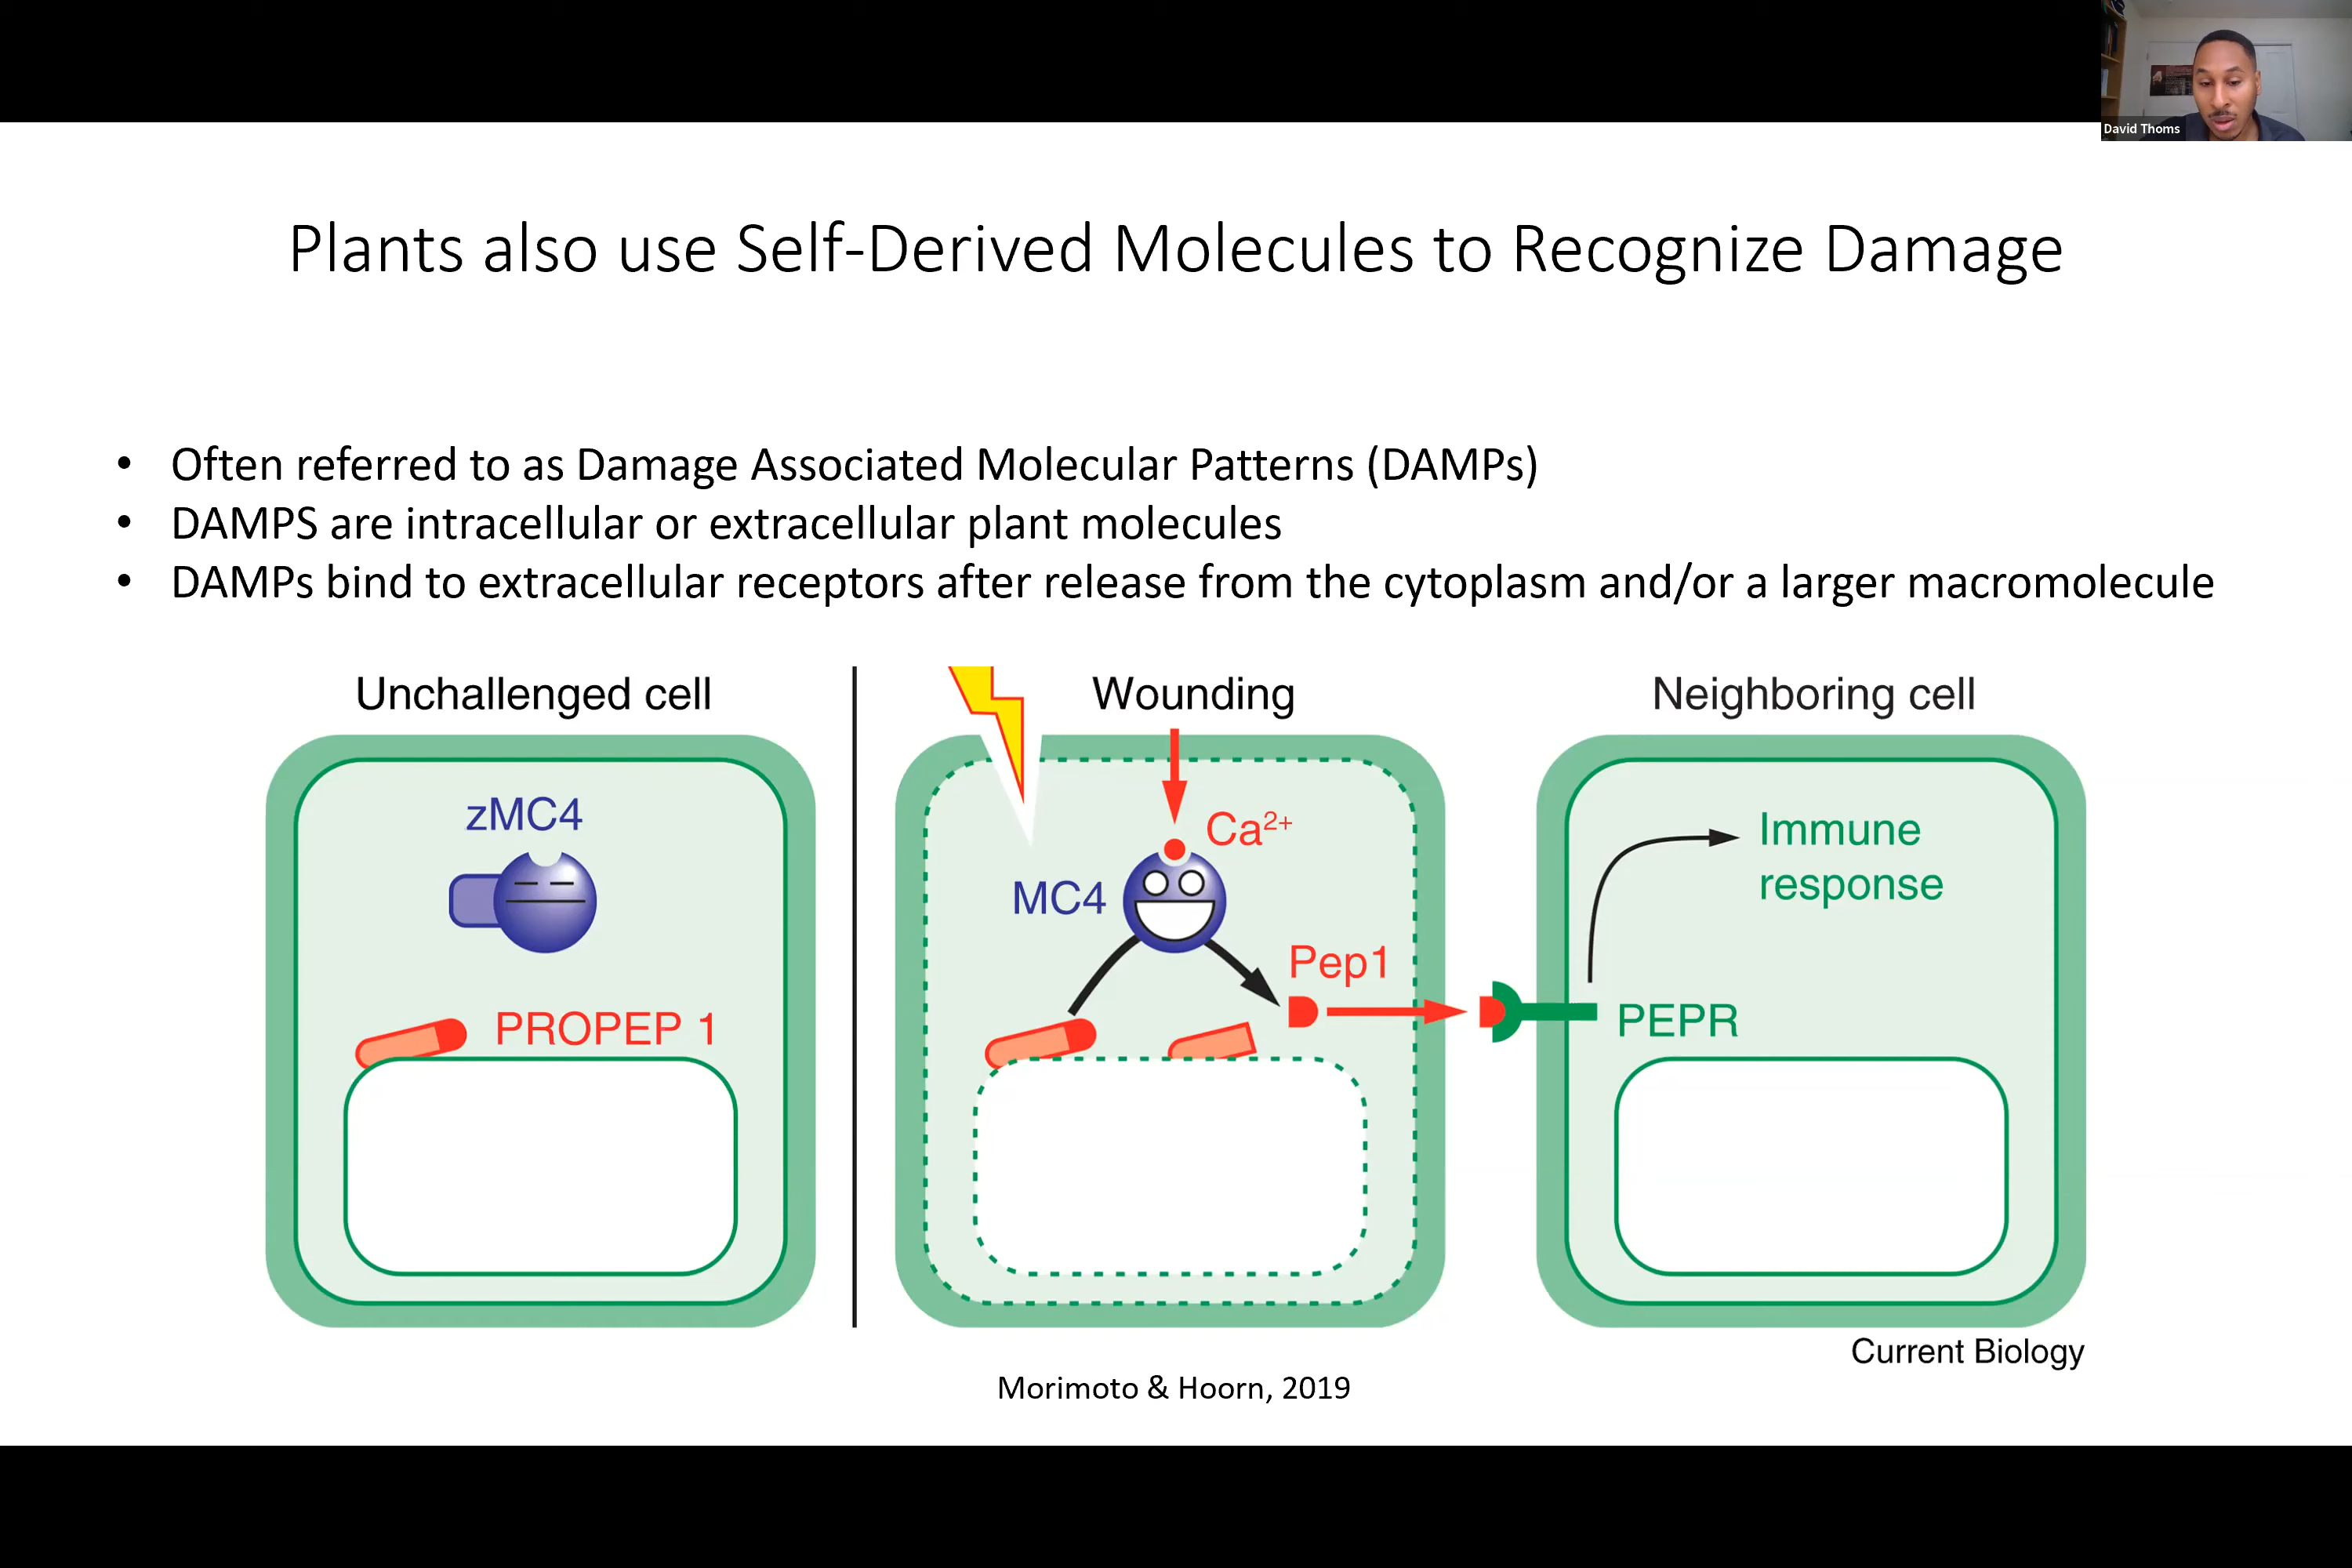 David Thoms
Plants also use Self-Derived Molecules to Recognize Damage
• Often referred to as Damage Associated Molecular Patterns (DAMPs)
• DAMPS are intracellular or extracellular plant molecules
• DAMPs bind to extracellular receptors after release from the cytoplasm and/or a larger macromolecule
Unchallenged cell
zMC4
PROPEP 1
Wounding
Ca²⁺
MC4
Pep1
Neighboring cell
Immune
response
PEPR
Current Biology
Morimoto & Hoorn, 2019